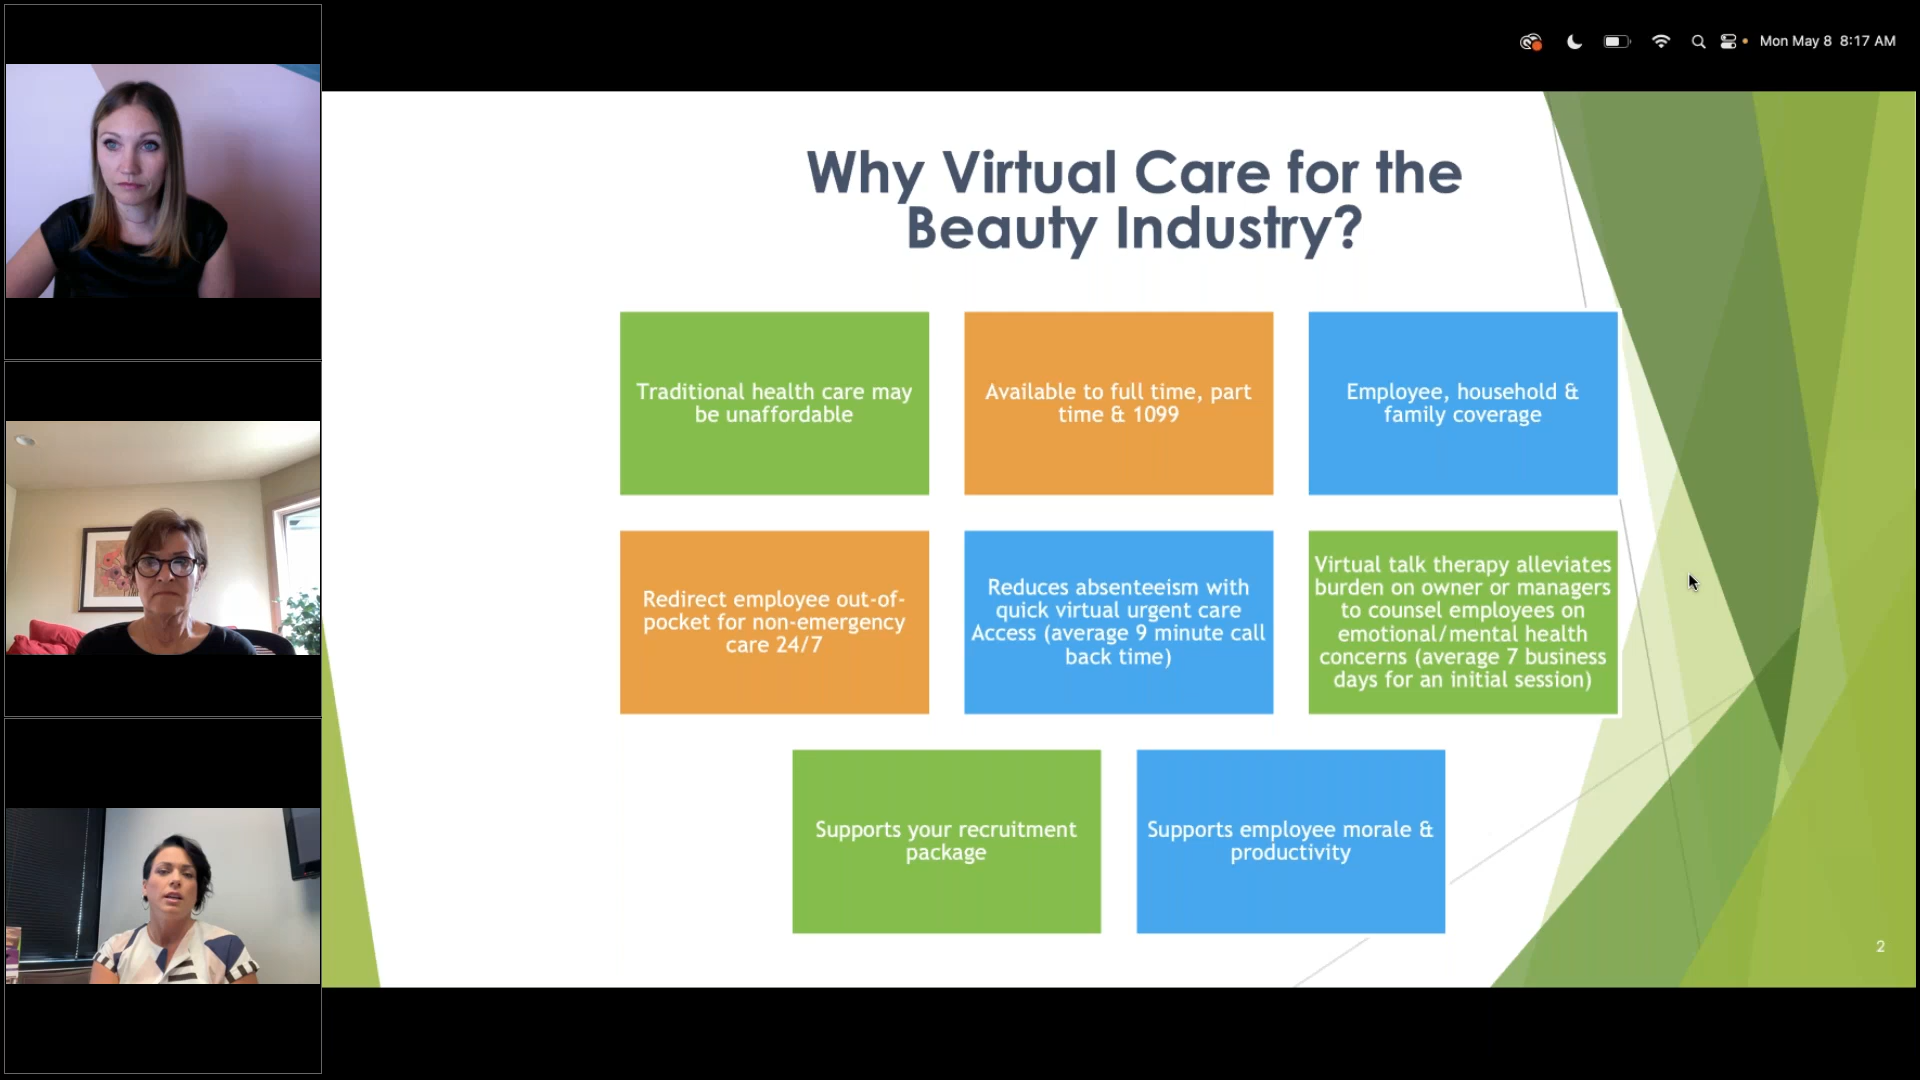 Mon May 8 8:17 AM
Why Virtual Care for the
Beauty Industry?
Traditional health care may
be unaffordable
Available to full time, part
time & 1099
Employee, household &
family coverage
Redirect employee out-of-
pocket for non-emergency
care 24/7
Reduces absenteeism with
quick virtual urgent care
Access (average 9 minute call
back time)
Virtual talk therapy alleviates
burden on owner or managers
to counsel employees on
emotional/mental health
concerns (average 7 business
days for an initial session)
Supports your recruitment
package
Supports employee morale &
productivity
2